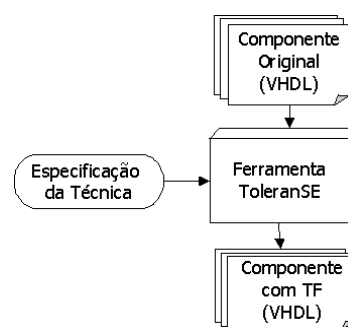 Componente
Original
(VHDL)
Especificação
da Técnica
Ferramenta
ToleranSE
Componente
com TF
(VHDL)